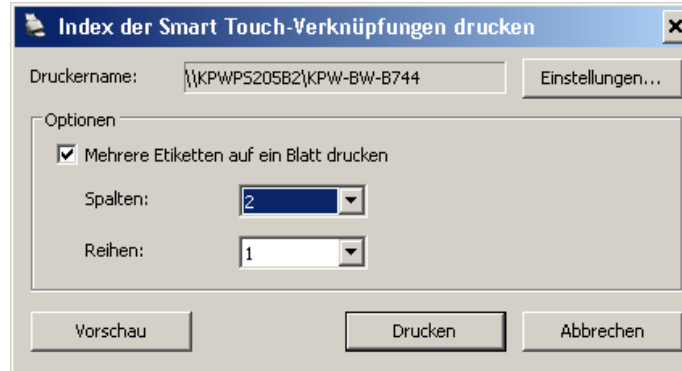 Index der Smart Touch-Verknüpfungen drucken
Druckername: \\KPWPS205B2\KPW-BW-B744 Einstellungen...
Optionen
Mehrere Etiketten auf ein Blatt drucken
Spalten: 2
Reihen: 1
Vorschau Drucken Abbrechen